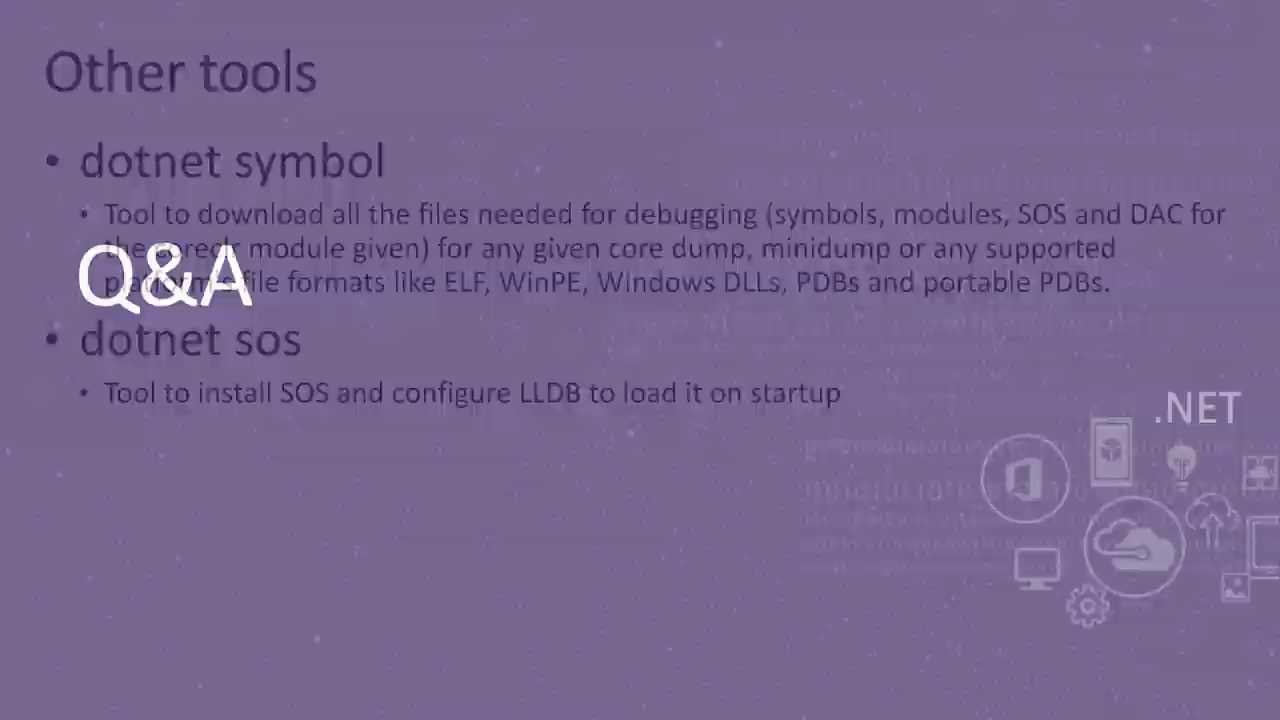 Other tools
• dotnet symbol
• Tool to download all the files needed for debugging (symbols, modules, SOS and DAC for
the coreclr module given) for any given core dump, minidump or any supported
Q&A
file formats like ELF, WinPE, Windows DLLs, PDBs and portable PDBs.
• dotnet sos
• Tool to install SOS and configure LLDB to load it on startup
.NET